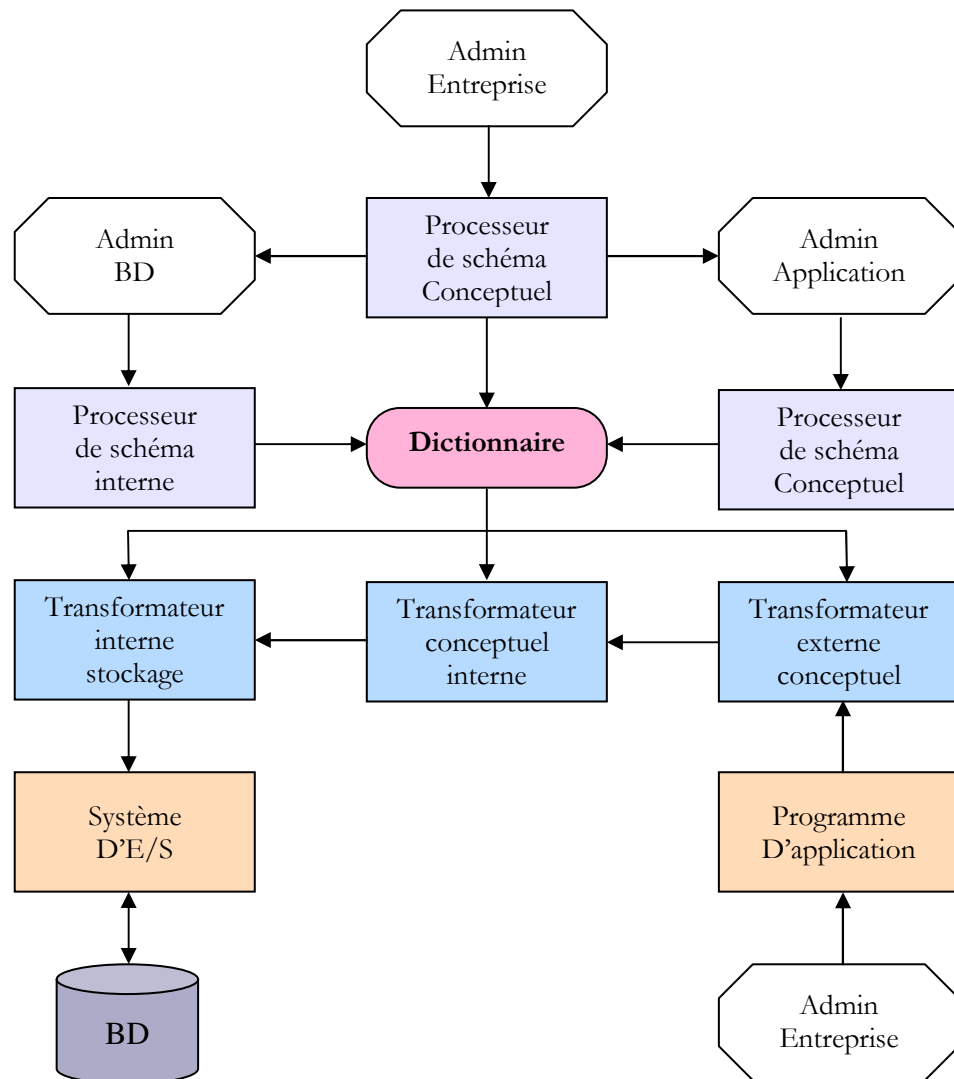 Admin
Entreprise
Processeur
de schéma
Conceptuel
Admin
BD
Admin
Application
Processeur
de schéma
interne
Dictionnaire
Processeur
de schéma
Conceptuel
Transformateur
interne
stockage
Transformateur
conceptuel
interne
Transformateur
externe
conceptuel
Système
D'E/S
Programme
D'application
BD
Admin
Entreprise